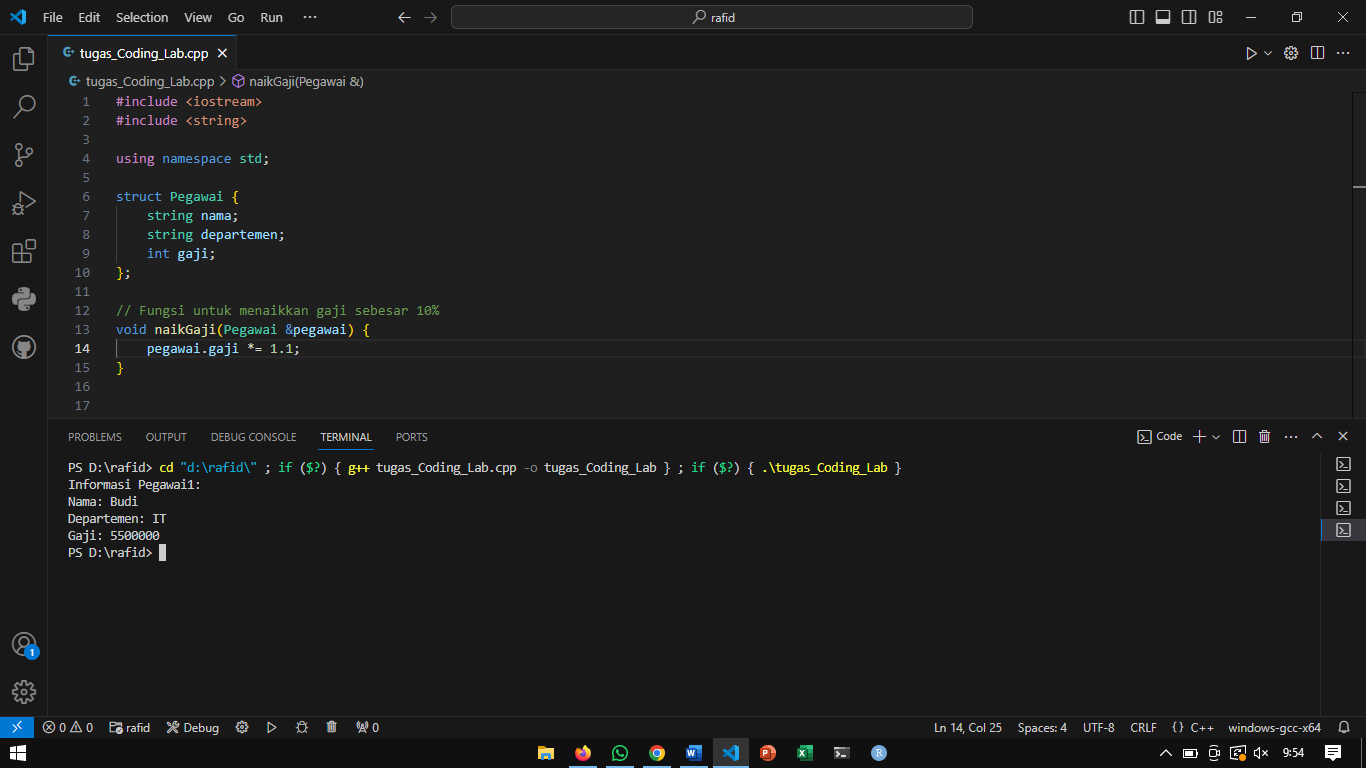 File Edit Selection View Go Run ··· rafid
tugas_Coding_Lab.cpp
tugas_Coding_Lab.cpp > naikGaji(Pegawai &)
1 #include <iostream>
2 #include <string>
3
4 using namespace std;
5
6 struct Pegawai {
7 string nama;
8 string departemen;
9 int gaji;
10 };
11
12 // Fungsi untuk menaikkan gaji sebesar 10%
13 void naikGaji(Pegawai &pegawai) {
14 pegawai.gaji *= 1.1;
15 }
16
17
PROBLEMS OUTPUT DEBUG CONSOLE TERMINAL PORTS Code
PS D:\rafid> cd "d:\rafid\" ; if ($?) { g++ tugas_Coding_Lab.cpp -o tugas_Coding_Lab } ; if ($?) { .\tugas_Coding_Lab }
Informasi Pegawai1:
Nama: Budi
Departemen: IT
Gaji: 5500000
PS D:\rafid>
1
0 0 rafid Debug 0 Ln 14, Col 25 Spaces: 4 UTF-8 CRLF {} C++ windows-gcc-x64
9:54